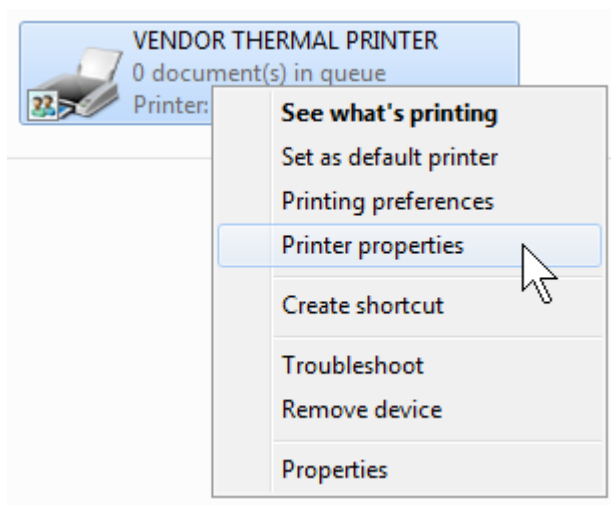 VENDOR THERMAL PRINTER
0 document(s) in queue
Printer:
See what's printing
Set as default printer
Printing preferences
Printer properties
Create shortcut
Troubleshoot
Remove device
Properties